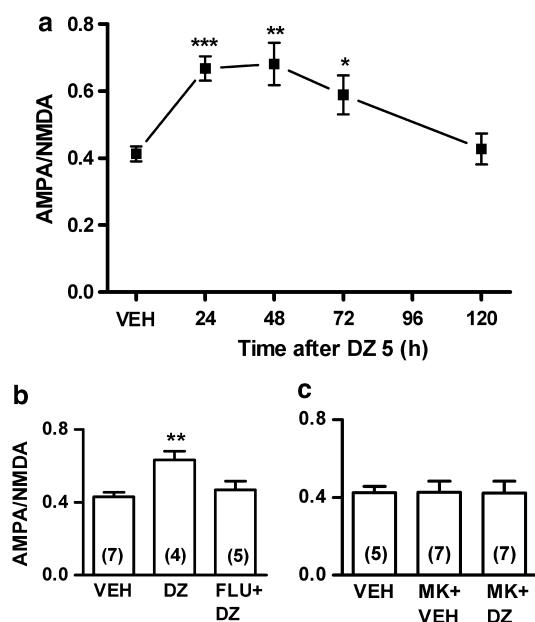 a
0.8
***
**
*
0.6
0.4
0.2
0.0
AMPA/NMDA
VEH 24 48 72 96 120
Time after DZ 5 (h)
b
0.8
**
0.4
0.0
AMPA/NMDA
(7) (4) (5)
VEH DZ FLU+
DZ
c
0.8
0.4
0.0
(5) (7) (7)
VEH MK+ MK+
VEH DZ